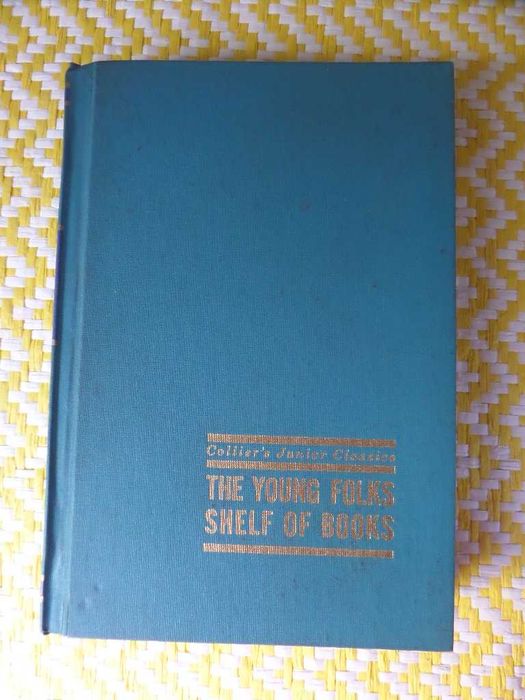 Collier's Junior Classics
THE YOUNG FOLKS
SHELF OF BOOKS